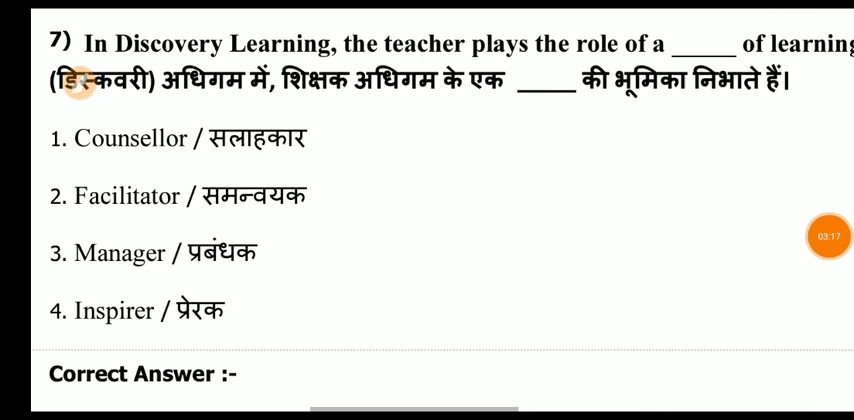 7) In Discovery Learning, the teacher plays the role of a _____ of learning
(डिस्कवरी) अधिगम में, शिक्षक अधिगम के एक _____ की भूमिका निभाते हैं।
1. Counsellor / सलाहकार
2. Facilitator / समन्वयक
03:17
3. Manager / प्रबंधक
4. Inspirer / प्रेरक
Correct Answer :-